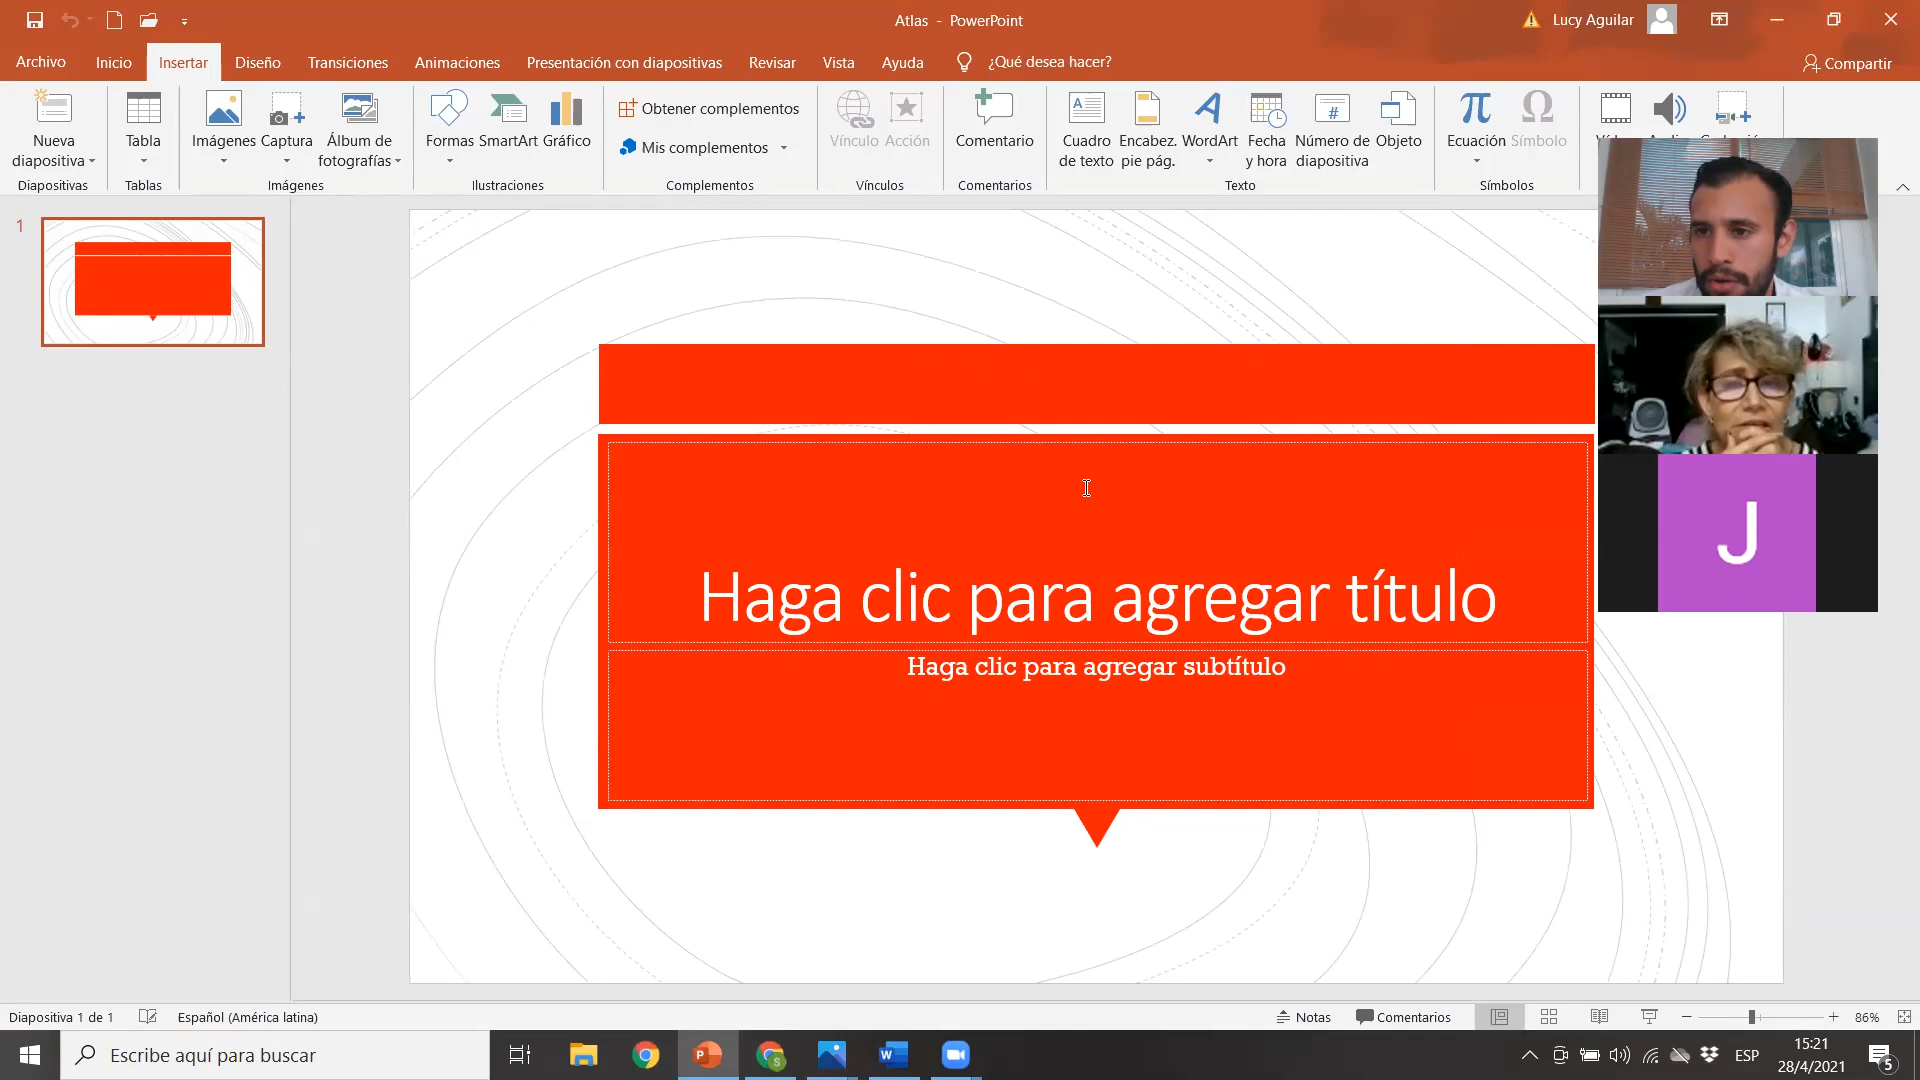 Atlas - PowerPoint
Lucy Aguilar
Archivo Inicio Insertar Diseño Transiciones Animaciones Presentación con diapositivas Revisar Vista Ayuda ¿Qué desea hacer? Compartir
Nueva diapositiva
Tabla
Imágenes
Captura
Álbum de fotografías
Formas
SmartArt
Gráfico
Obtener complementos
Mis complementos
Vínculo
Acción
Comentario
Cuadro de texto
Encabez. pie pág.
WordArt
Fecha y hora
Número de diapositiva
Objeto
Ecuación
Símbolo
Diapositivas Tablas Imágenes Ilustraciones Complementos Vínculos Comentarios Texto Símbolos
1
Haga clic para agregar título
Haga clic para agregar subtítulo
J
Diapositiva 1 de 1 Español (América latina) Notas Comentarios 86%
Escribe aquí para buscar
ESP
15:21
28/4/2021
5